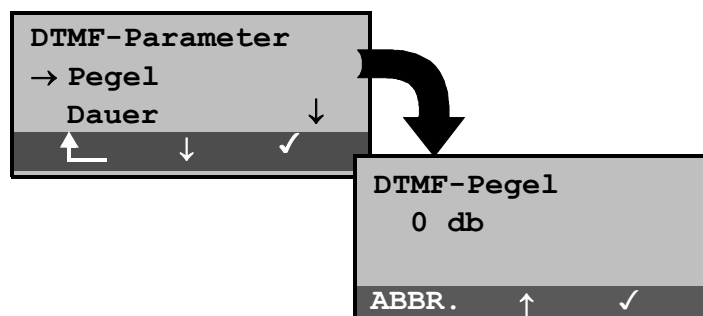 DTMF-Parameter
→ Pegel
Dauer ↓
↓ ✓
DTMF-Pegel
0 db
ABBR. ↑ ✓